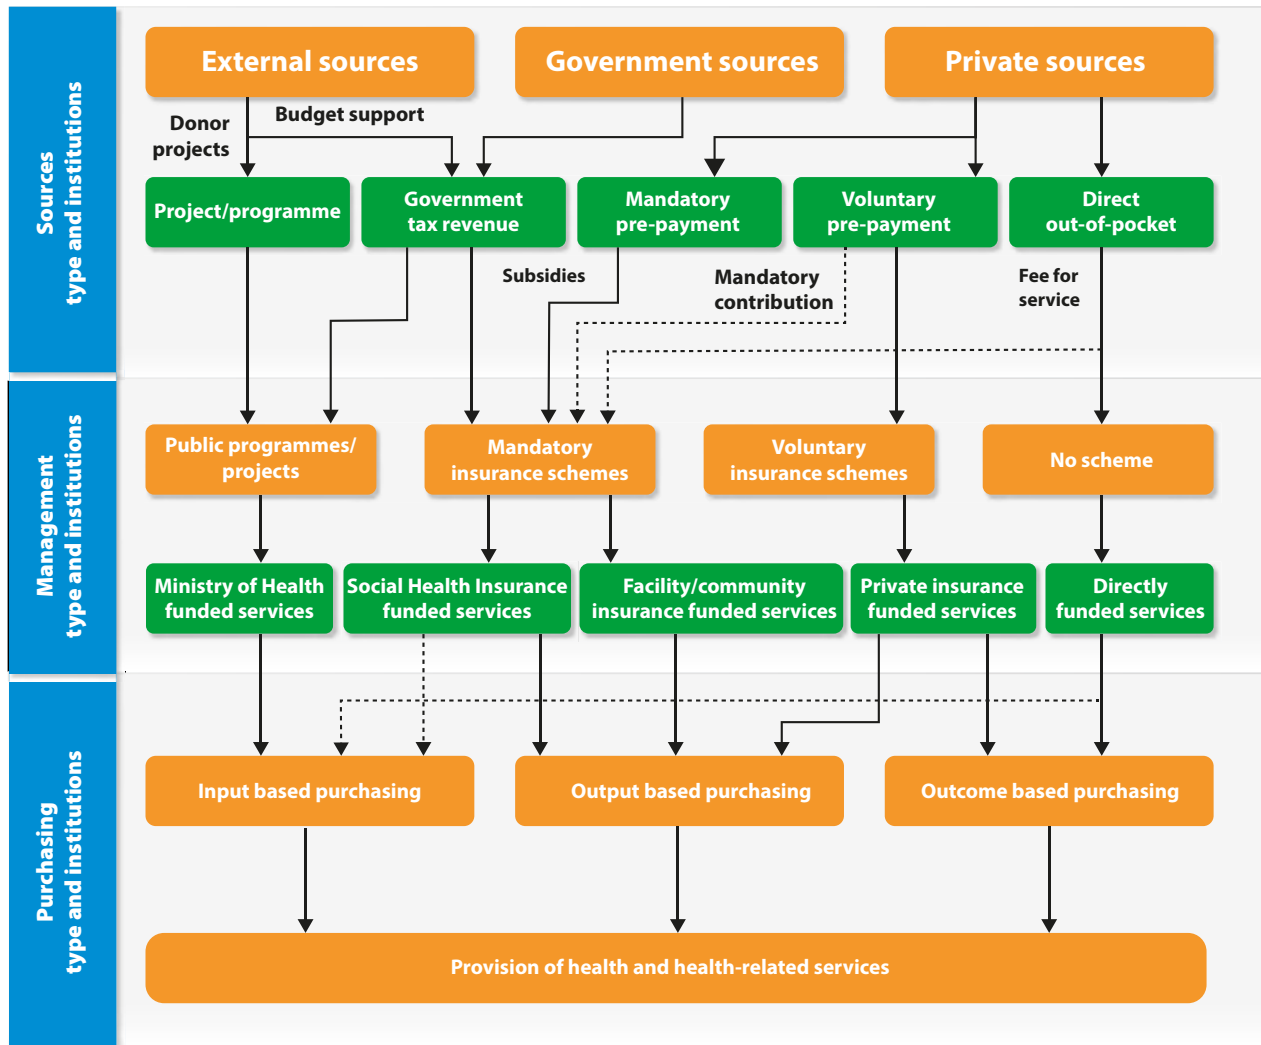 Sources
type and institutions
External sources
Government sources
Private sources
Donor
projects
Budget support
Project/programme
Government
tax revenue
Mandatory
pre-payment
Voluntary
pre-payment
Direct
out-of-pocket
Subsidies
Mandatory
contribution
Fee for
service
Management
type and institutions
Public programmes/
projects
Mandatory
insurance schemes
Voluntary
insurance schemes
No scheme
Ministry of Health
funded services
Social Health Insurance
funded services
Facility/community
insurance funded services
Private insurance
funded services
Directly
funded services
Purchasing
type and institutions
Input based purchasing
Output based purchasing
Outcome based purchasing
Provision of health and health-related services